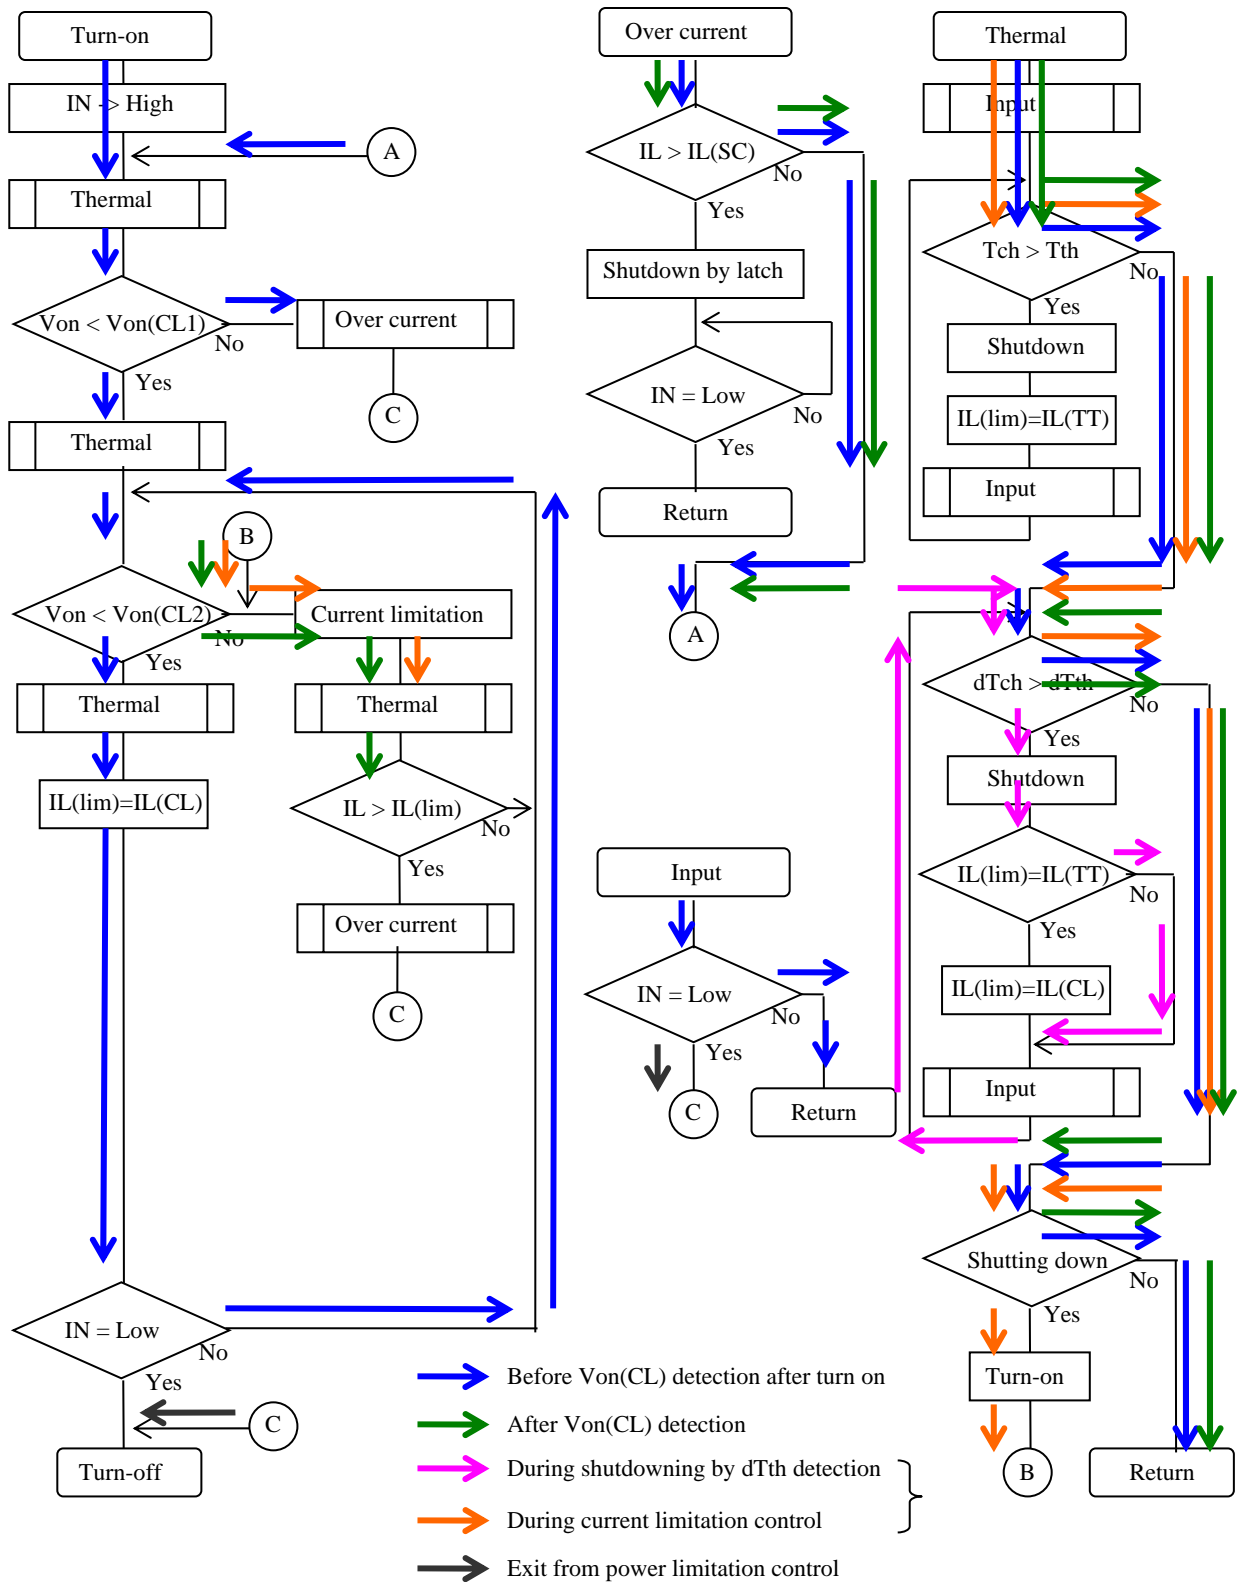 Turn-on
IN -> High
A
Thermal
Von < Von(CL1)
No
Yes
Over current
C
Thermal
B
Von < Von(CL2)
No
Yes
Current limitation
Thermal
Thermal
IL(lim)=IL(CL)
IL > IL(lim)
No
Yes
Over current
C
IN = Low
No
Yes
C
Turn-off
Over current
IL > IL(SC)
No
Yes
Shutdown by latch
IN = Low
No
Yes
Return
A
Input
IN = Low
No
Yes
C
Return
Thermal
Input
Tch > Tth
No
Yes
Shutdown
IL(lim)=IL(TT)
Input
dTch > dTth
No
Yes
Shutdown
IL(lim)=IL(TT)
No
Yes
IL(lim)=IL(CL)
Input
Shutting down
No
Yes
Turn-on
B
Return
Before Von(CL) detection after turn on
After Von(CL) detection
During shutdowning by dTth detection
During current limitation control
Exit from power limitation control